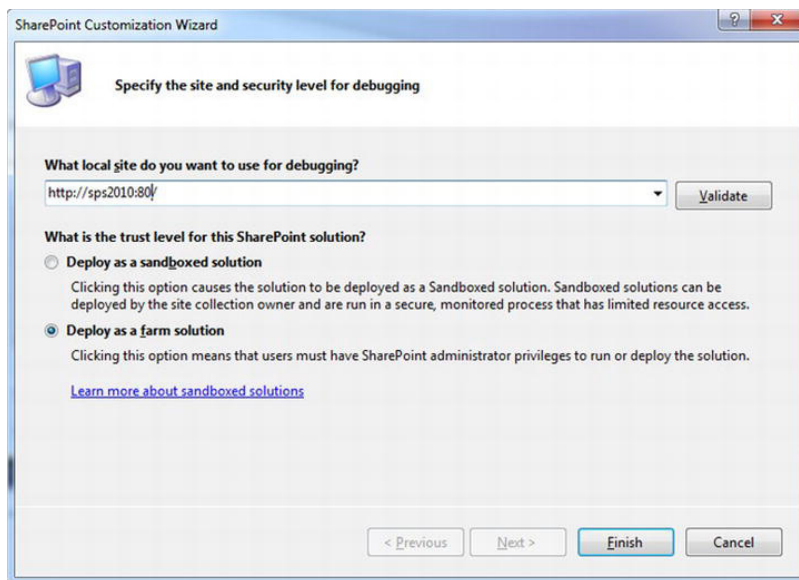 SharePoint Customization Wizard
Specify the site and security level for debugging
What local site do you want to use for debugging?
http://sps2010:80/
Validate
What is the trust level for this SharePoint solution?
Deploy as a sandboxed solution
Clicking this option causes the solution to be deployed as a Sandboxed solution. Sandboxed solutions can be
deployed by the site collection owner and are run in a secure, monitored process that has limited resource access.
Deploy as a farm solution
Clicking this option means that users must have SharePoint administrator privileges to run or deploy the solution.
Learn more about sandboxed solutions
< Previous Next > Finish Cancel